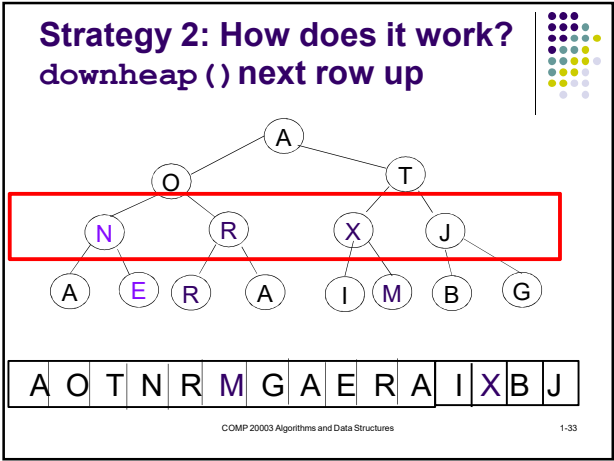 Strategy 2: How does it work?
downheap() next row up
A
O T
N R X J
A E R A I M B G
A O T N R M G A E R A I X B J
COMP 20003 Algorithms and Data Structures 1-33